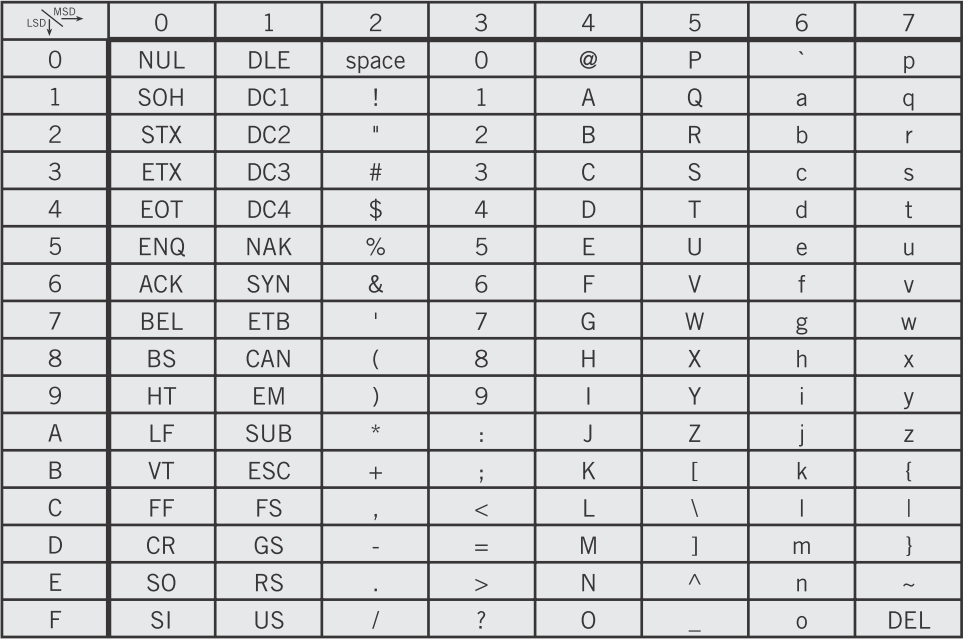 LSD MSD 0 1 2 3 4 5 6 7
0 NUL DLE space 0 @ P ` p
1 SOH DC1 ! 1 A Q a q
2 STX DC2 " 2 B R b r
3 ETX DC3 # 3 C S c s
4 EOT DC4 $ 4 D T d t
5 ENQ NAK % 5 E U e u
6 ACK SYN & 6 F V f v
7 BEL ETB ' 7 G W g w
8 BS CAN ( 8 H X h x
9 HT EM ) 9 I Y i y
A LF SUB * : J Z j z
B VT ESC + ; K [ k {
C FF FS , < L \ l |
D CR GS - = M ] m }
E SO RS . > N ^ n ~
F SI US / ? O _ o DEL